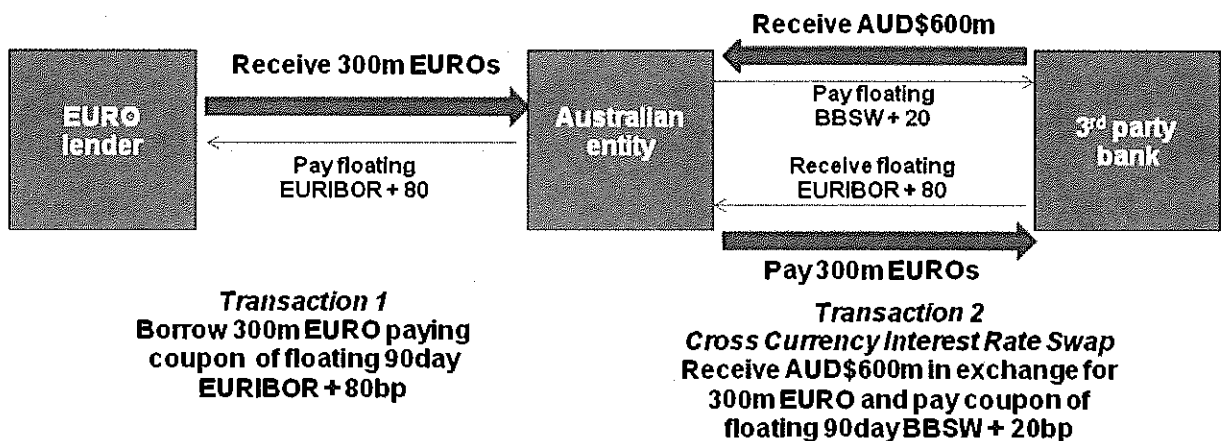 Receive AUD$600m
Receive 300m EUROs
EURO
lender
Pay floating
EURIBOR + 80
Australian
entity
Pay floating
BBSW + 20
Receive floating
EURIBOR + 80
3rd party
bank
Pay 300m EUROs
Transaction 1
Borrow 300m EURO paying
coupon of floating 90day
EURIBOR + 80bp
Transaction 2
Cross Currency Interest Rate Swap
Receive AUD$600m in exchange for
300m EURO and pay coupon of
floating 90day BBSW + 20bp